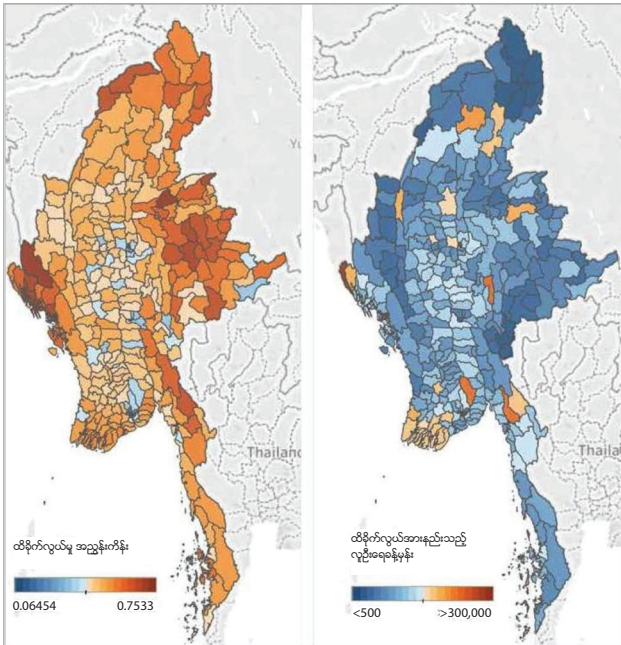 Yu
Thailand
ထိခိုက်လွယ်မှု အညွှန်းကိန်း
0.06454 0.7533
Thailand
ထိခိုက်လွယ်အားနည်းသည့်
လူဦးရေခန့်မှန်း
<500 >300,000